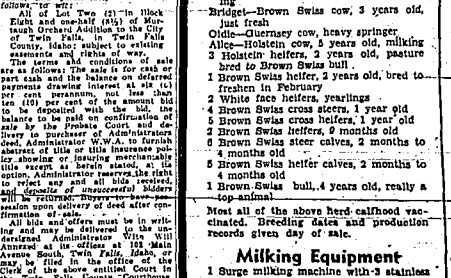 follows, to wit:
All of Lot Two (2) in Block
Eight and one-half (8½) of Mur-
taugh Orchard Addition to the City
of Twin Falls, in Twin Falls
County, Idaho; subject to existing
easements and rights of way.
The terms and conditions of sale
are as follows: The sale is for cash or
part cash and the balance on deferred
payments drawing interest at six (6)
per cent per annum, not less than
ten (10) per cent of the amount bid
to be deposited with the bid, the
balance to be paid on confirmation of
sale by the Probate Court and de-
livery to purchaser of Administrators
deed. Administrator W.W.A. to furnish
abstract of title or title insurance pol-
icy showing or insuring merchantable
title except as herein stated, at its
option. Administrator reserves the right
to reject any and all bids received,
and deposits of unsuccessful bidders
will be returned. Buyers to have pos-
session upon delivery of deed after con-
firmation of sale.
All bids and offers must be in writ-
ing and may be delivered to the un-
dersigned Administrator With Will
Annexed at its offices at 102 Main
Avenue South, Twin Falls, Idaho, or
may be filed in the office of the
Clerk of the above entitled Court in
Twin Falls County Courthouse
ing
Bridget—Brown Swiss cow, 3 years old,
just fresh
Oldie—Guernsey cow, heavy springer
Alice—Holstein cow, 5 years old, milking
3 Holstein heifers, 2 years old, pasture
bred to Brown Swiss bull
1 Brown Swiss heifer, 2 years old, bred to
freshen in February
2 White face heifers, yearlings
4 Brown Swiss cross steers, 1 year old
5 Brown Swiss cross heifers, 1 year old
2 Brown Swiss heifers, 9 months old
6 Brown Swiss steer calves, 2 months to
4 months old
5 Brown Swiss heifer calves, 2 months to
4 months old
1 Brown Swiss bull, 4 years old, really a
top animal
Most all of the above herd calfhood vac-
cinated. Breeding dates and production
records given day of sale.
Milking Equipment
1 Surge milking machine with 3 stainless